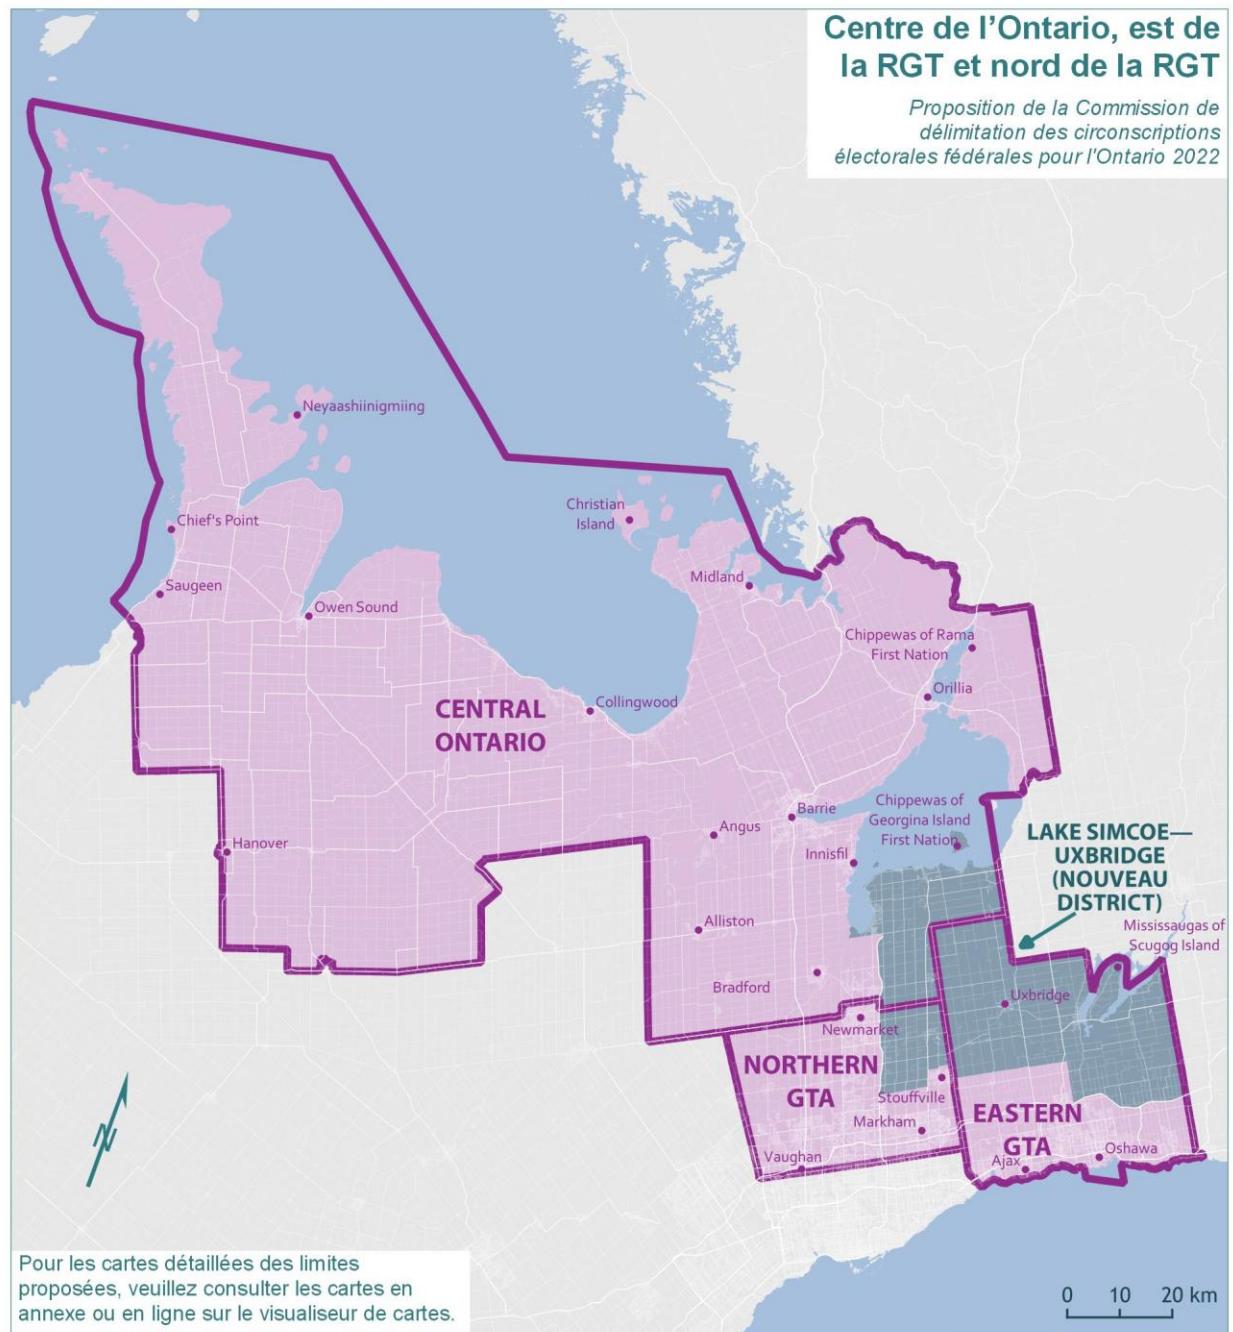 Centre de l’Ontario, est de
la RGT et nord de la RGT
Proposition de la Commission de
délimitation des circonscriptions
électorales fédérales pour l'Ontario 2022
Neyaashiinigmiing
Christian
Island
Chief's Point
Midland
Saugeen
Owen Sound
Chippewas of Rama
First Nation
Orillia
Collingwood
CENTRAL
ONTARIO
Barrie
Chippewas of
Georgina Island
First Nation
Angus
Innisfil
Hanover
LAKE SIMCOE—
UXBRIDGE
(NOUVEAU
DISTRICT)
Alliston
Mississaugas of
Scugog Island
Bradford
Uxbridge
Newmarket
NORTHERN
GTA
Stouffville
Markham
EASTERN
GTA
Vaughan
Ajax
Oshawa
N
Pour les cartes détaillées des limites
proposées, veuillez consulter les cartes en
annexe ou en ligne sur le visualiseur de cartes.
0 10 20 km